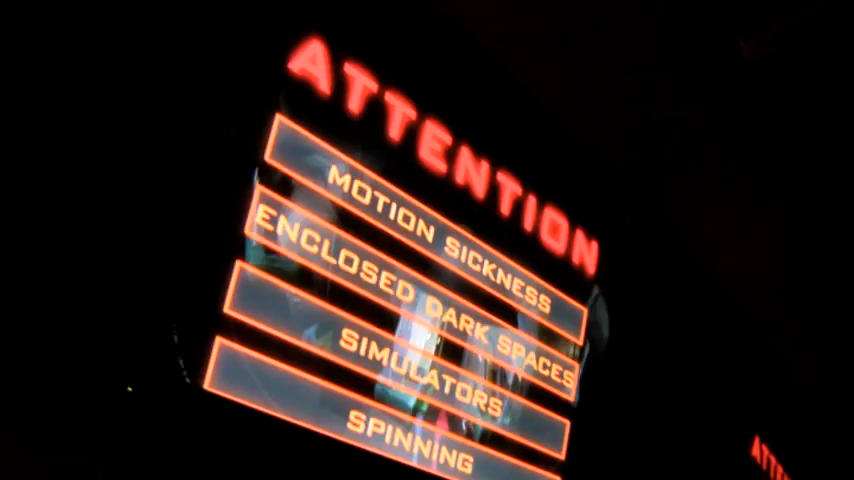 ATTENTION
MOTION SICKNESS
ENCLOSED DARK SPACES
SIMULATORS
SPINNING